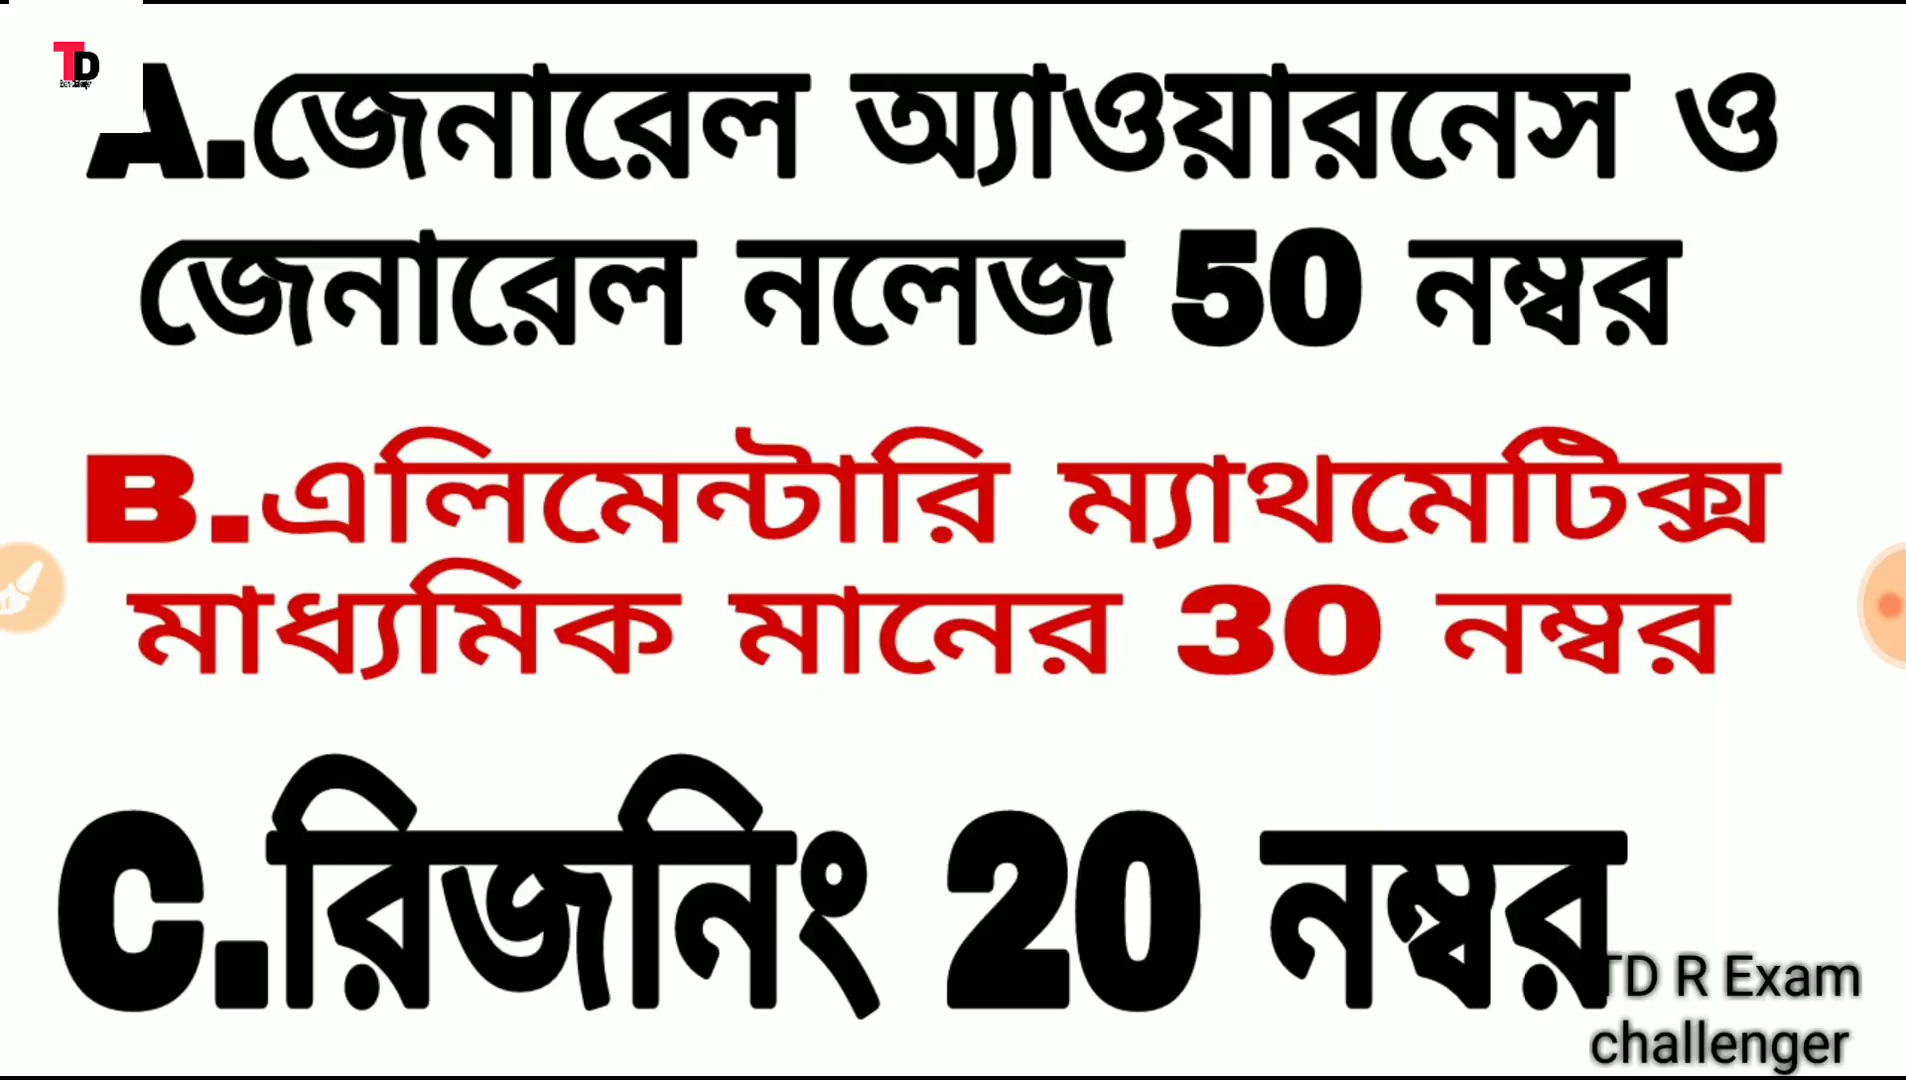 TD
A.জেনারেল অ্যাওয়ারনেস ও
জেনারেল নলেজ 50 নম্বর
B.এলিমেন্টারি ম্যাথমেটিক্স
মাধ্যমিক মানের 30 নম্বর
C.রিজনিং 20 নম্বর
TD R Exam
challenger